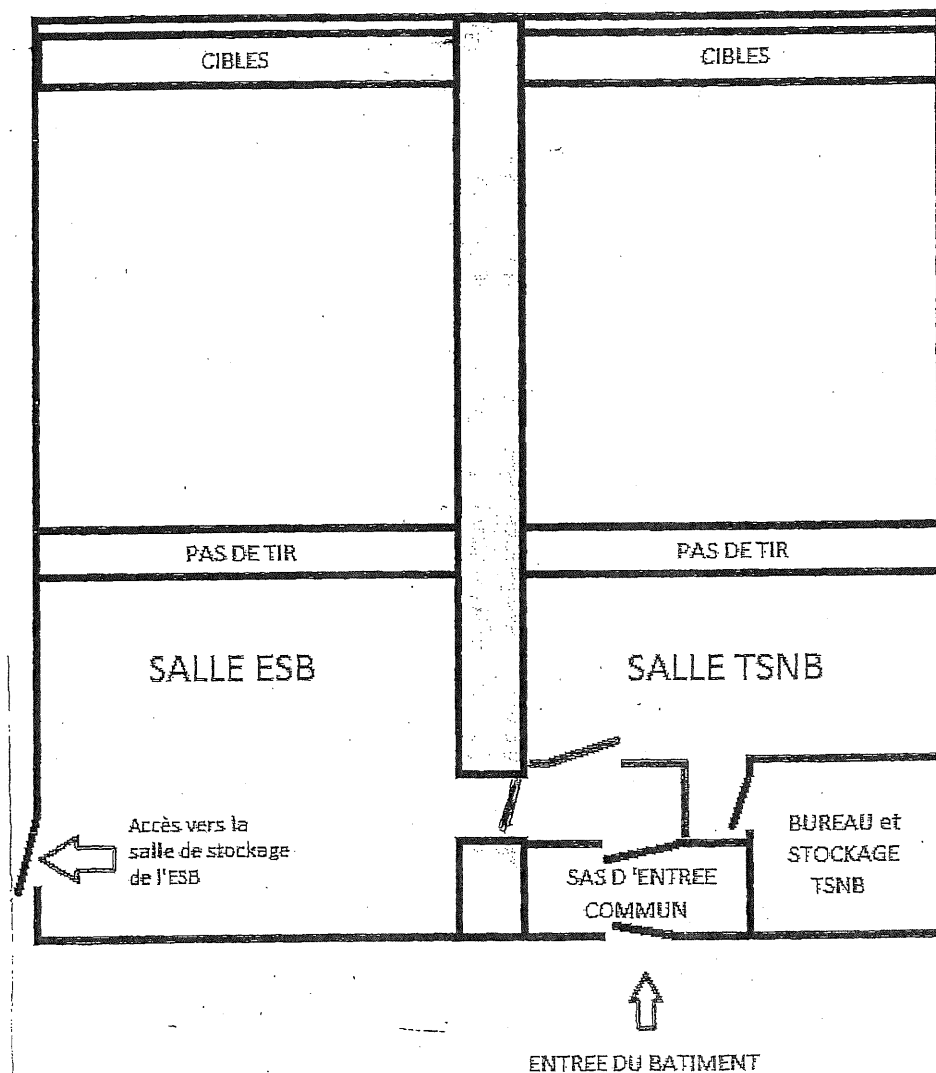 CIBLES
CIBLES
PAS DE TIR
PAS DE TIR
SALLE ESB
SALLE TSNB
Accès vers la
salle de stockage
de l'ESB
BUREAU et
STOCKAGE
TSNB
SAS D 'ENTREE
COMMUN
ENTREE DU BATIMENT